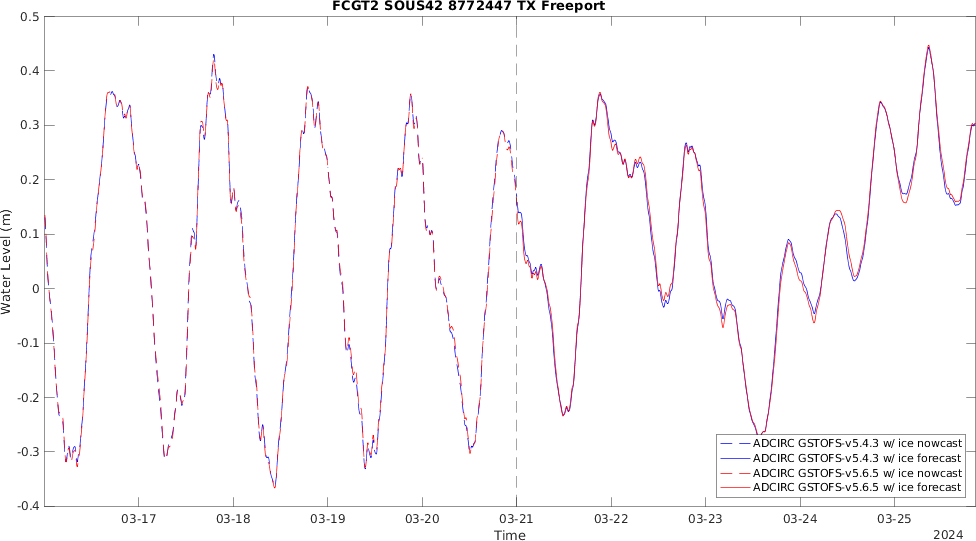 FCGT2 SOUS42 8772447 TX Freeport
0.5
0.4
0.3
0.2
0.1
0
-0.1
-0.2
-0.3
-0.4
Water Level (m)
ADCIRC GSTOFS-v5.4.3 w/ ice nowcast
ADCIRC GSTOFS-v5.4.3 w/ ice forecast
ADCIRC GSTOFS-v5.6.5 w/ ice nowcast
ADCIRC GSTOFS-v5.6.5 w/ ice forecast
03-17 03-18 03-19 03-20 03-21 03-22 03-23 03-24 03-25
Time
2024